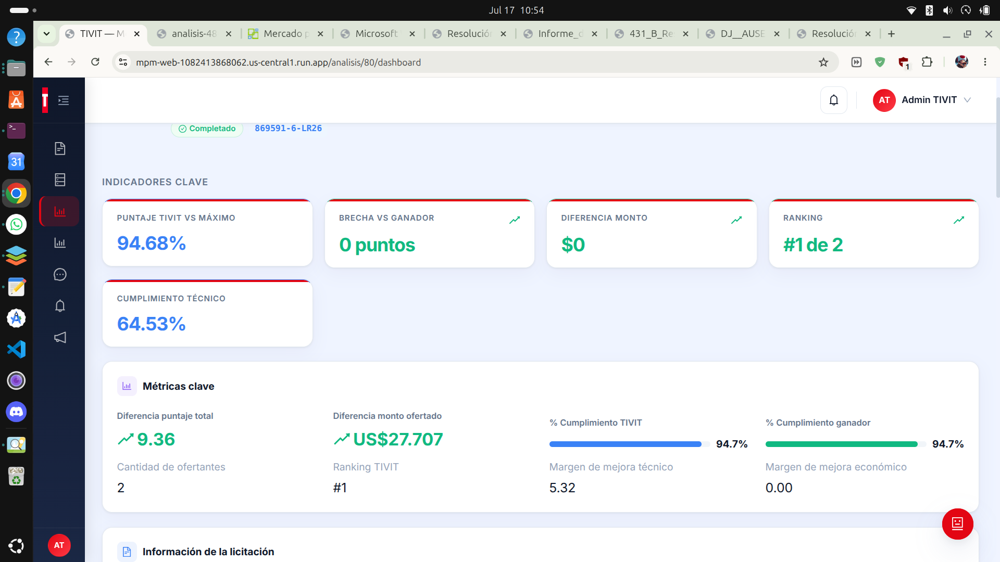 Jul 17 10:54
TIVIT — M
analisis-48
Mercado p
Microsoft
Resolución
Informe_d
431_B_Re
DJ__AUSE
Resolución
mpm-web-1082413868062.us-central1.run.app/analisis/80/dashboard
1
31
T
AT
Admin TIVIT
Completado
869591-6-LR26
INDICADORES CLAVE
PUNTAJE TIVIT VS MÁXIMO
94.68%
BRECHA VS GANADOR
0 puntos
DIFERENCIA MONTO
$0
RANKING
#1 de 2
CUMPLIMIENTO TÉCNICO
64.53%
Métricas clave
Diferencia puntaje total
9.36
Diferencia monto ofertado
US$27.707
% Cumplimiento TIVIT
94.7%
% Cumplimiento ganador
94.7%
Cantidad de ofertantes
2
Ranking TIVIT
#1
Margen de mejora técnico
5.32
Margen de mejora económico
0.00
Información de la licitación
AT